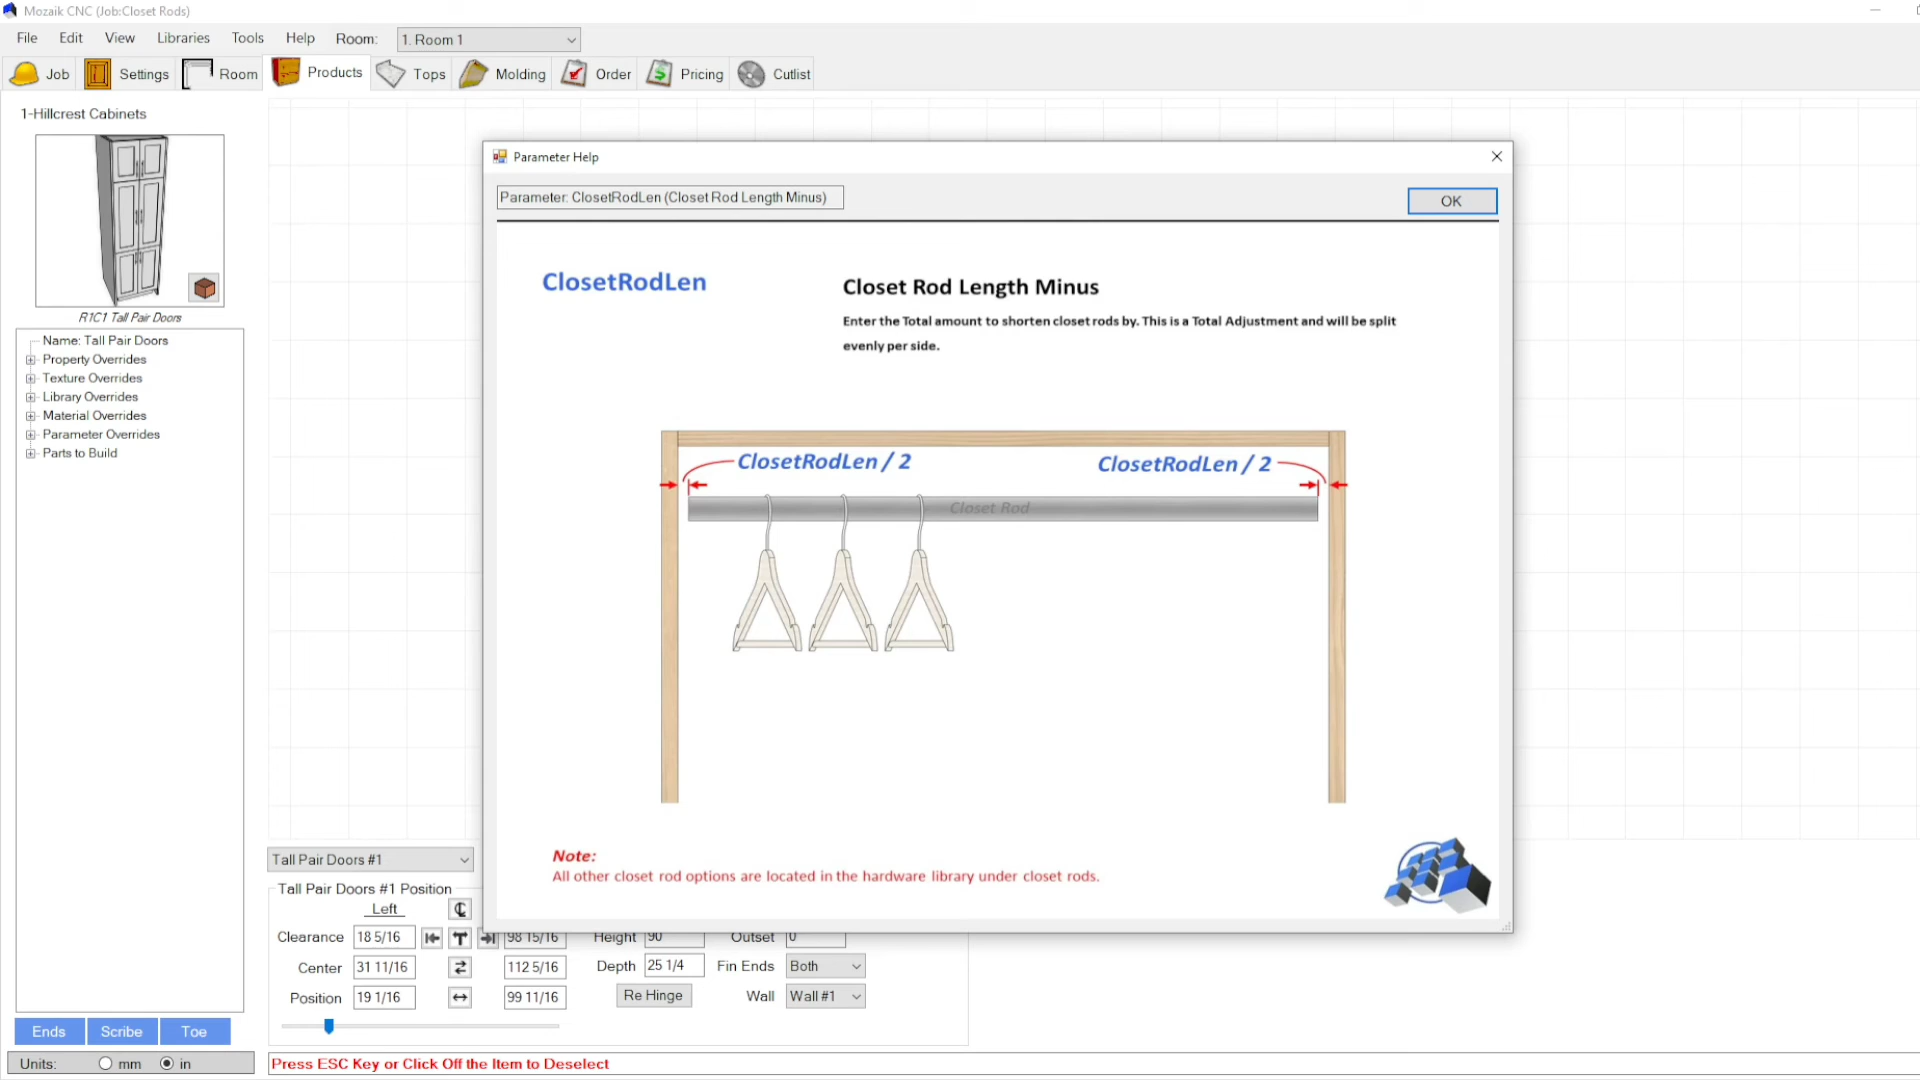 Mozaik CNC (Job:Closet Rods)
File Edit View Libraries Tools Help Room: 1. Room 1
Job Settings Room Products Tops Molding Order Pricing Cutlist
1-Hillcrest Cabinets
R1C1 Tall Pair Doors
Name: Tall Pair Doors
Property Overrides
Texture Overrides
Library Overrides
Material Overrides
Parameter Overrides
Parts to Build
Ends Scribe Toe
Units: mm in
Parameter Help
Parameter: ClosetRodLen (Closet Rod Length Minus)
OK
ClosetRodLen
Closet Rod Length Minus
Enter the Total amount to shorten closet rods by. This is a Total Adjustment and will be split
evenly per side.
ClosetRodLen / 2 ClosetRodLen / 2
Closet Rod
Note:
All other closet rod options are located in the hardware library under closet rods.
Tall Pair Doors #1
Tall Pair Doors #1 Position
Left
Clearance 18 5/16 98 15/16 Height 90 Outset 0
Center 31 11/16 112 5/16 Depth 25 1/4 Fin Ends Both
Position 19 1/16 99 11/16 Re Hinge Wall Wall #1
Press ESC Key or Click Off the Item to Deselect